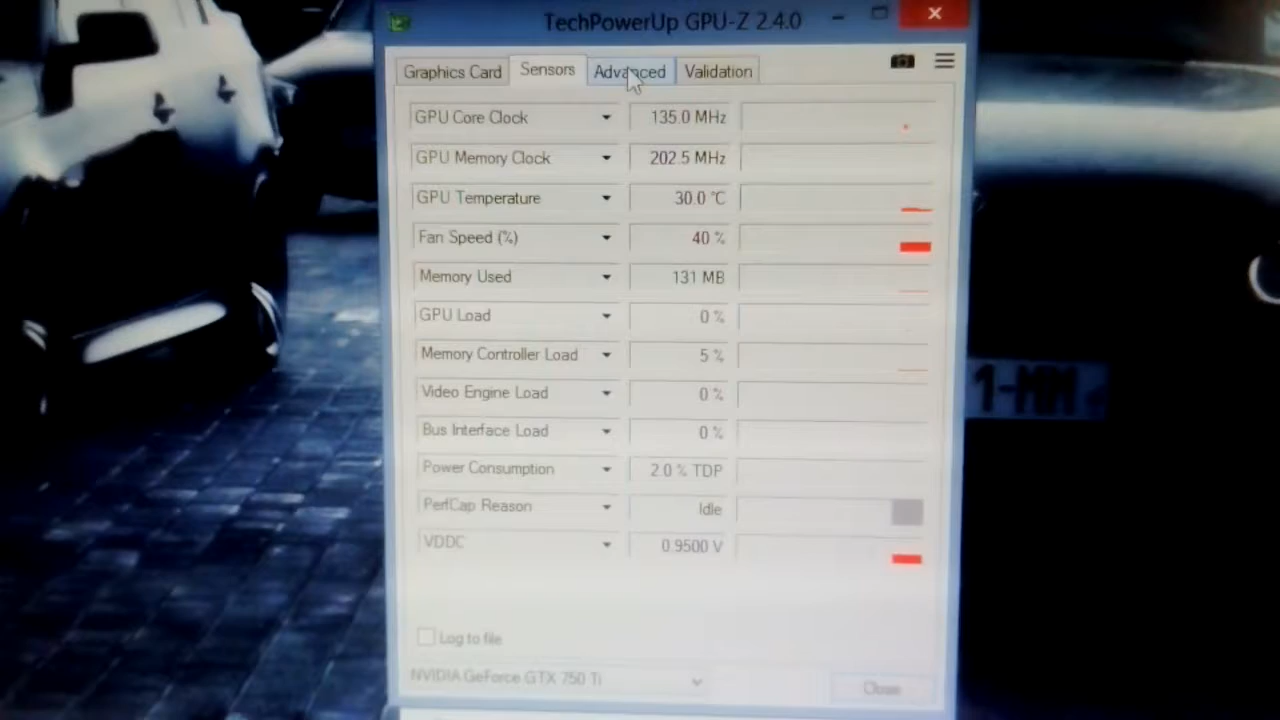 TechPowerUp GPU-Z 2.4.0
Graphics Card Sensors Advanced Validation
GPU Core Clock 135.0 MHz
GPU Memory Clock 202.5 MHz
GPU Temperature 30.0 °C
Fan Speed (%) 40 %
Memory Used 131 MB
GPU Load 0 %
Memory Controller Load 5 %
Video Engine Load 0 %
Bus Interface Load 0 %
Power Consumption 2.0 % TDP
PerfCap Reason Idle
VDDC 0.9500 V
Log to file
NVIDIA GeForce GTX 750 Ti
Close